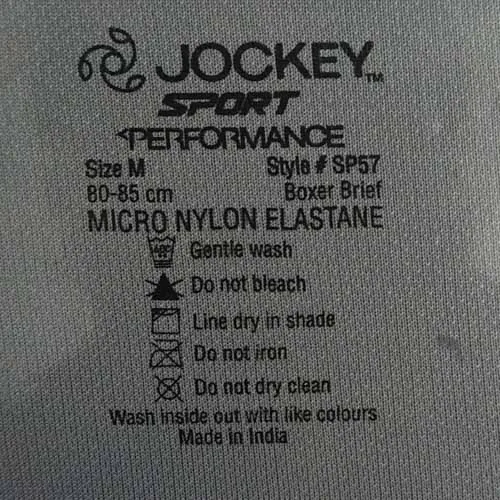 JOCKEY™
SPORT
PERFORMANCE
Size M Style # SP57
80-85 cm Boxer Brief
MICRO NYLON ELASTANE
Gentle wash
Do not bleach
Line dry in shade
Do not iron
Do not dry clean
Wash inside out with like colours
Made in India